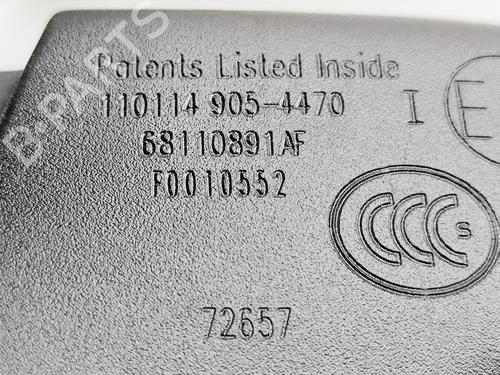 Patents Listed Inside
110114 905-4470
I E
68110891AF
F0010552
CCC S
72657
B-PARTS